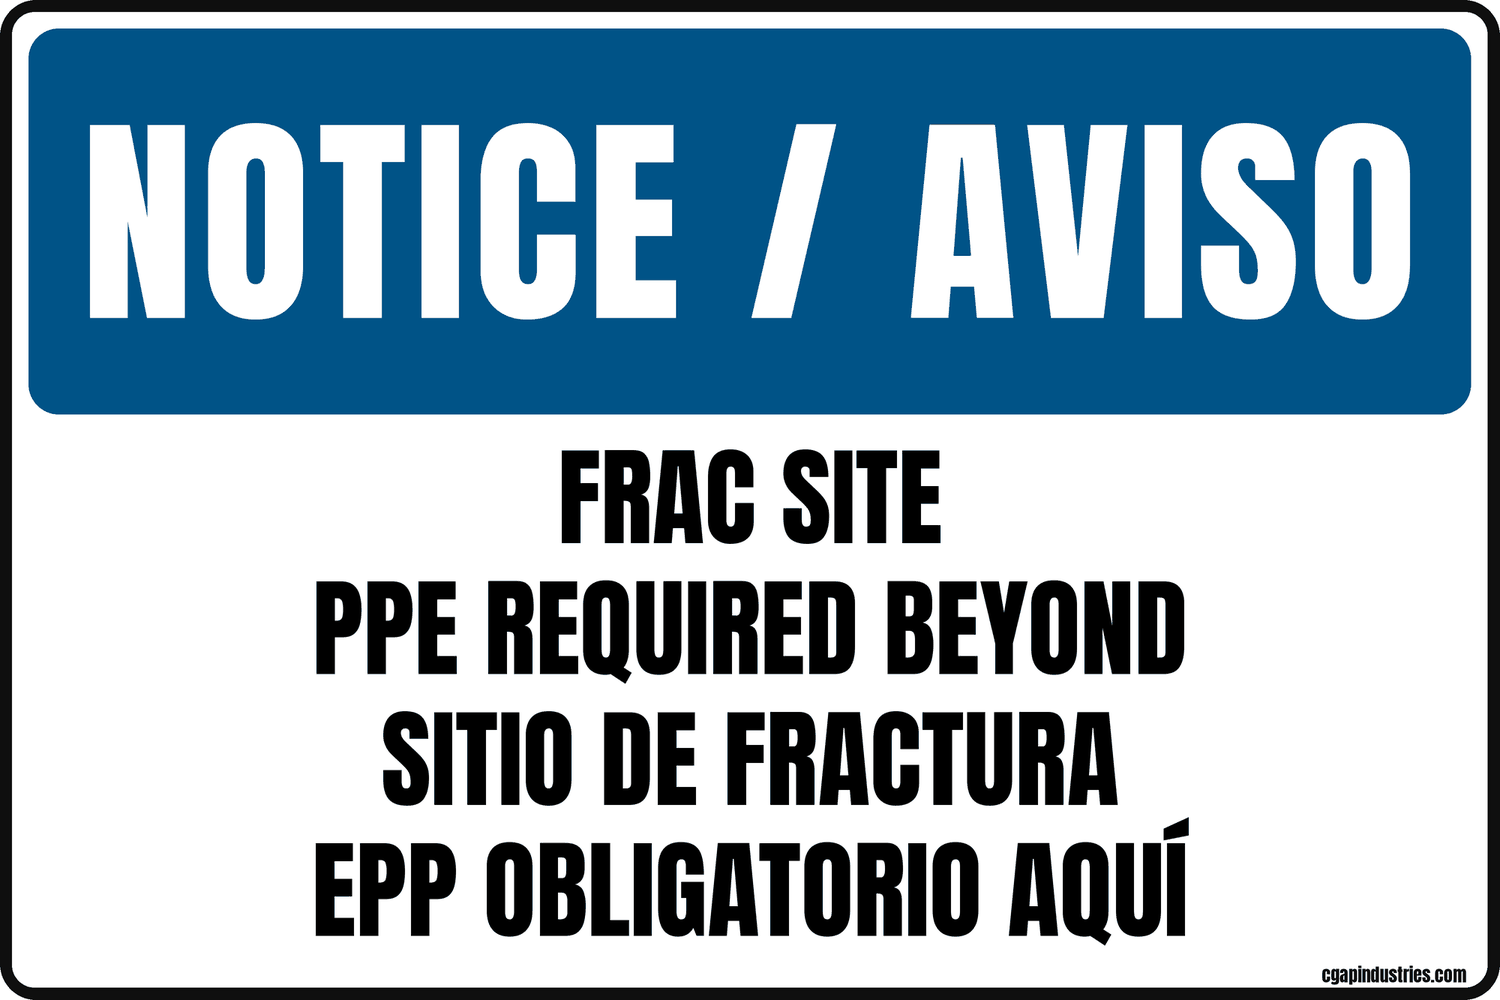 NOTICE / AVISO
FRAC SITE
PPE REQUIRED BEYOND
SITIO DE FRACTURA
EPP OBLIGATORIO AQUÍ
cgapindustries.com